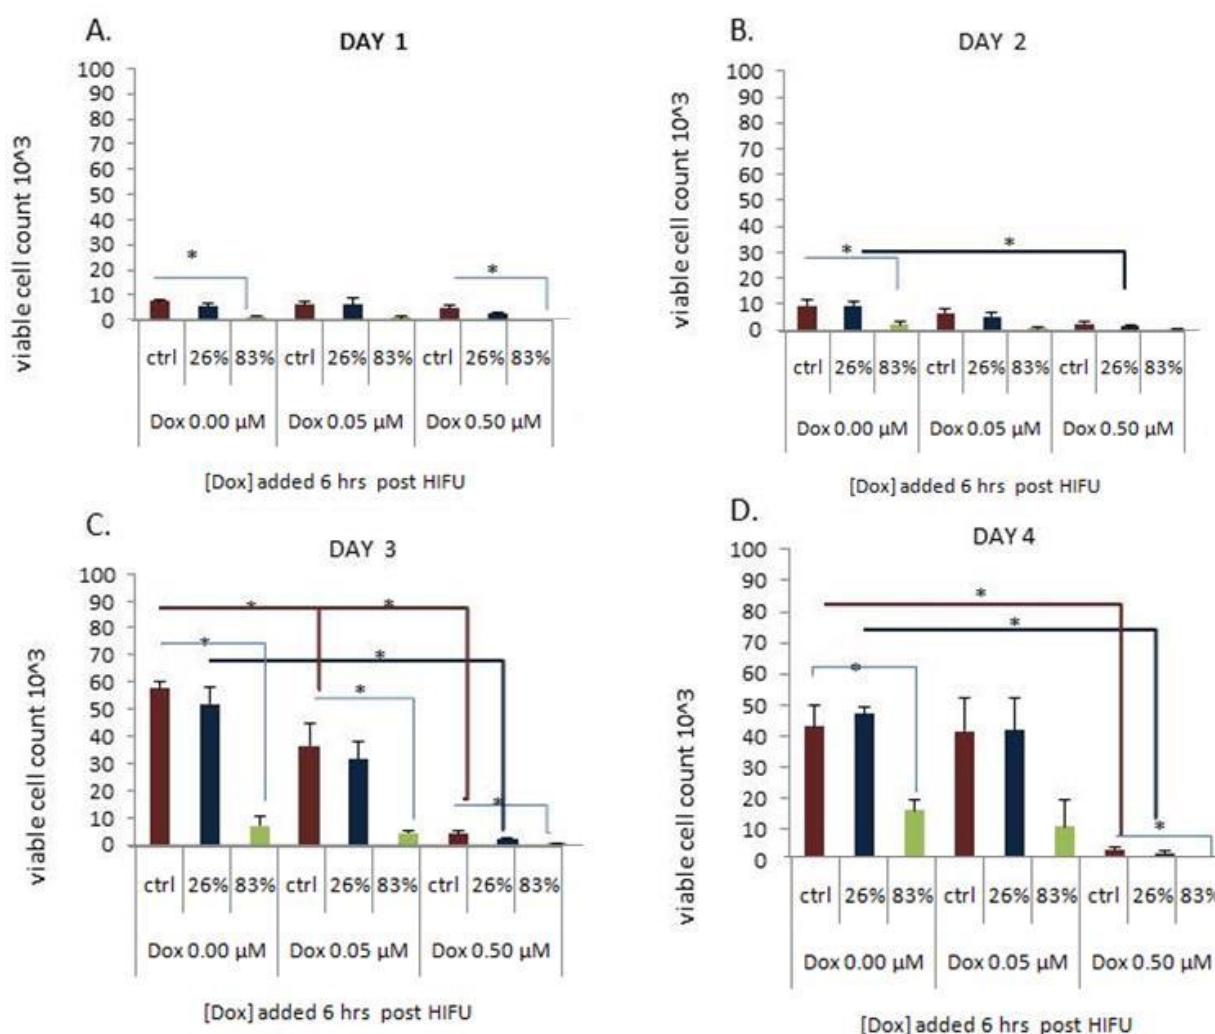 A.
DAY 1
viable cell count 10^3
100
90
80
70
60
50
40
30
20
10
0
*
*
ctrl 26% 83% ctrl 26% 83% ctrl 26% 83%
Dox 0.00 μM Dox 0.05 μM Dox 0.50 μM
[Dox] added 6 hrs post HIFU
B.
DAY 2
viable cell count 10^3
100
90
80
70
60
50
40
30
20
10
0
*
*
ctrl 26% 83% ctrl 26% 83% ctrl 26% 83%
Dox 0.00 μM Dox 0.05 μM Dox 0.50 μM
[Dox] added 6 hrs post HIFU
C.
DAY 3
viable cell count 10^3
100
90
80
70
60
50
40
30
20
10
0
* *
*
*
*
*
ctrl 26% 83% ctrl 26% 83% ctrl 26% 83%
Dox 0.00 μM Dox 0.05 μM Dox 0.50 μM
[Dox] added 6 hrs post HIFU
D.
DAY 4
viable cell count 10^3
100
90
80
70
60
50
40
30
20
10
0
*
*
*
*
ctrl 26% 83% ctrl 26% 83% ctrl 26% 83%
Dox 0.00 μM Dox 0.05 μM Dox 0.50 μM
[Dox] added 6 hrs post HIFU